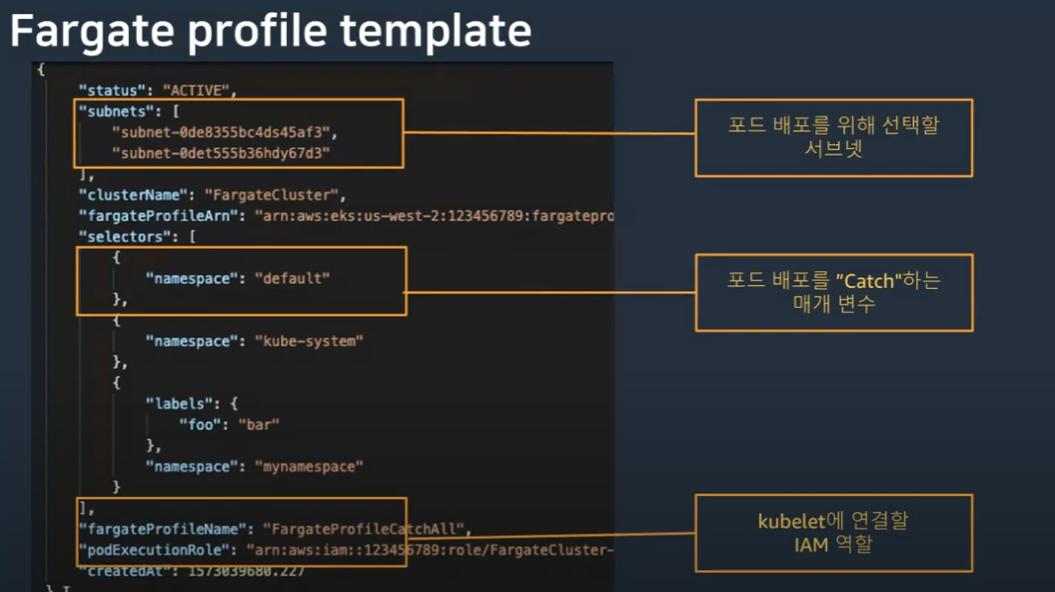 Fargate profile template
{
"status": "ACTIVE",
"subnets": [
"subnet-0de8355bc4ds45af3",
"subnet-0det555b36hdy67d3"
],
"clusterName": "FargateCluster",
"fargateProfileArn": "arn:aws:eks:us-west-2:123456789:fargatepro
"selectors": [
{
"namespace": "default"
},
{
"namespace": "kube-system"
},
{
"labels": {
"foo": "bar"
},
"namespace": "mynamespace"
}
],
"fargateProfileName": "FargateProfileCatchAll",
"podExecutionRole": "arn:aws:iam::123456789:role/FargateCluster-
"createdAt": 1573039680.227
}
포드 배포를 위해 선택할
서브넷
포드 배포를 "Catch"하는
매개 변수
kubelet에 연결할
IAM 역할